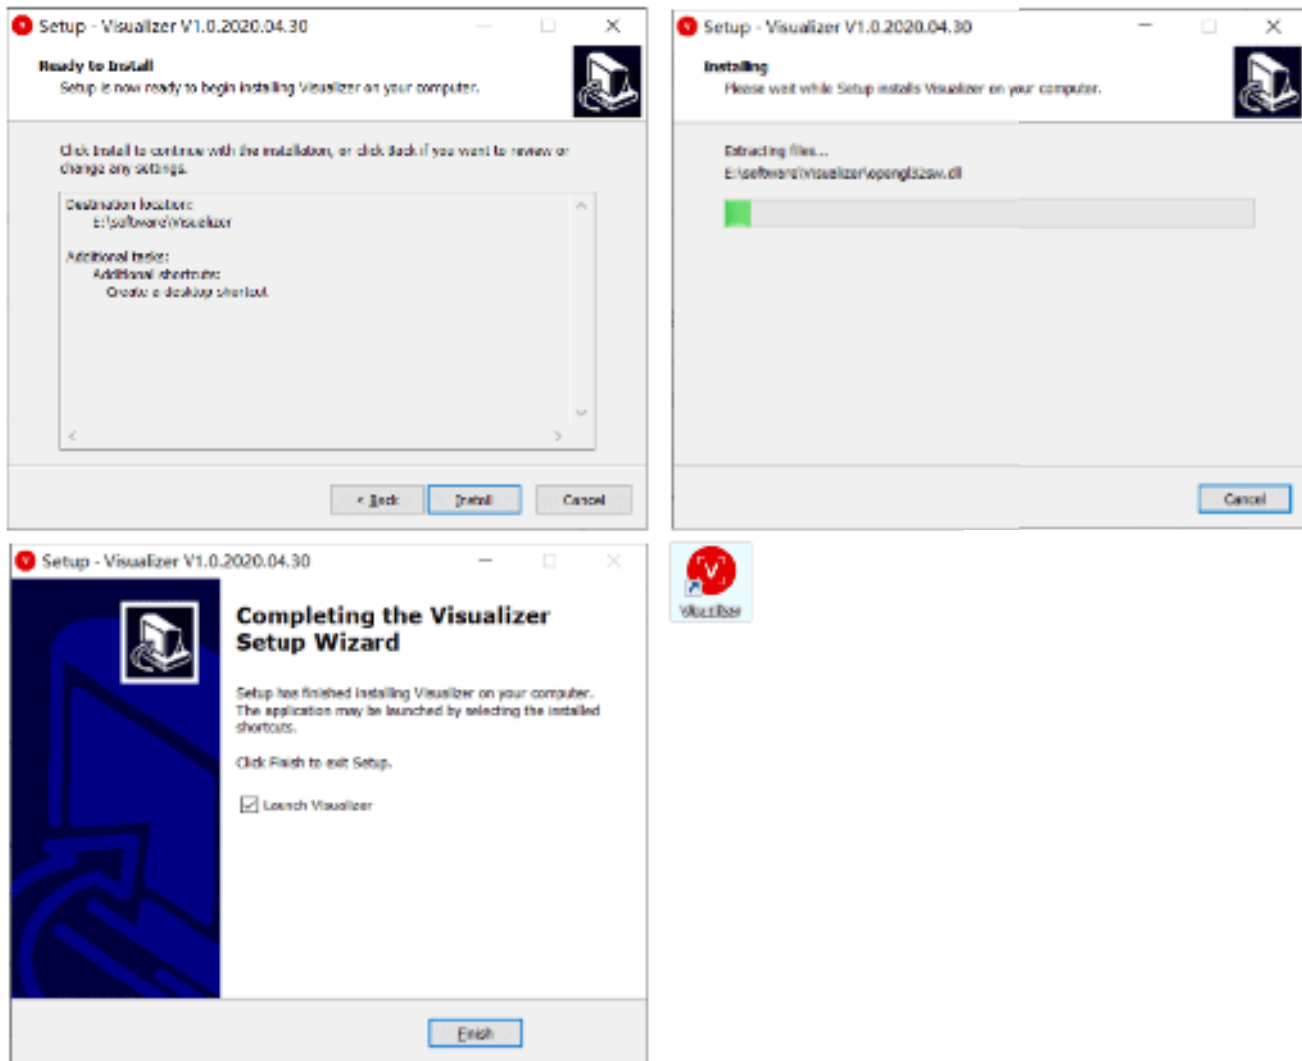 Setup - Visualizer V1.0.2020.04.30
Ready to Install
Setup is now ready to begin installing Visualizer on your computer.
Click Install to continue with the installation, or click Back if you want to review or
change any settings.
Destination location:
E:\software\Visualizer
Additional tasks:
Additional shortcuts:
Create a desktop shortcut
< Back
Install
Cancel
Setup - Visualizer V1.0.2020.04.30
Installing
Please wait while Setup installs Visualizer on your computer.
Extracting files...
E:\software\Visualizer\opengl32sw.dll
Cancel
Setup - Visualizer V1.0.2020.04.30
Completing the Visualizer
Setup Wizard
Setup has finished installing Visualizer on your computer.
The application may be launched by selecting the installed
shortcuts.
Click Finish to exit Setup.
Launch Visualizer
Finish
V
Visualizer